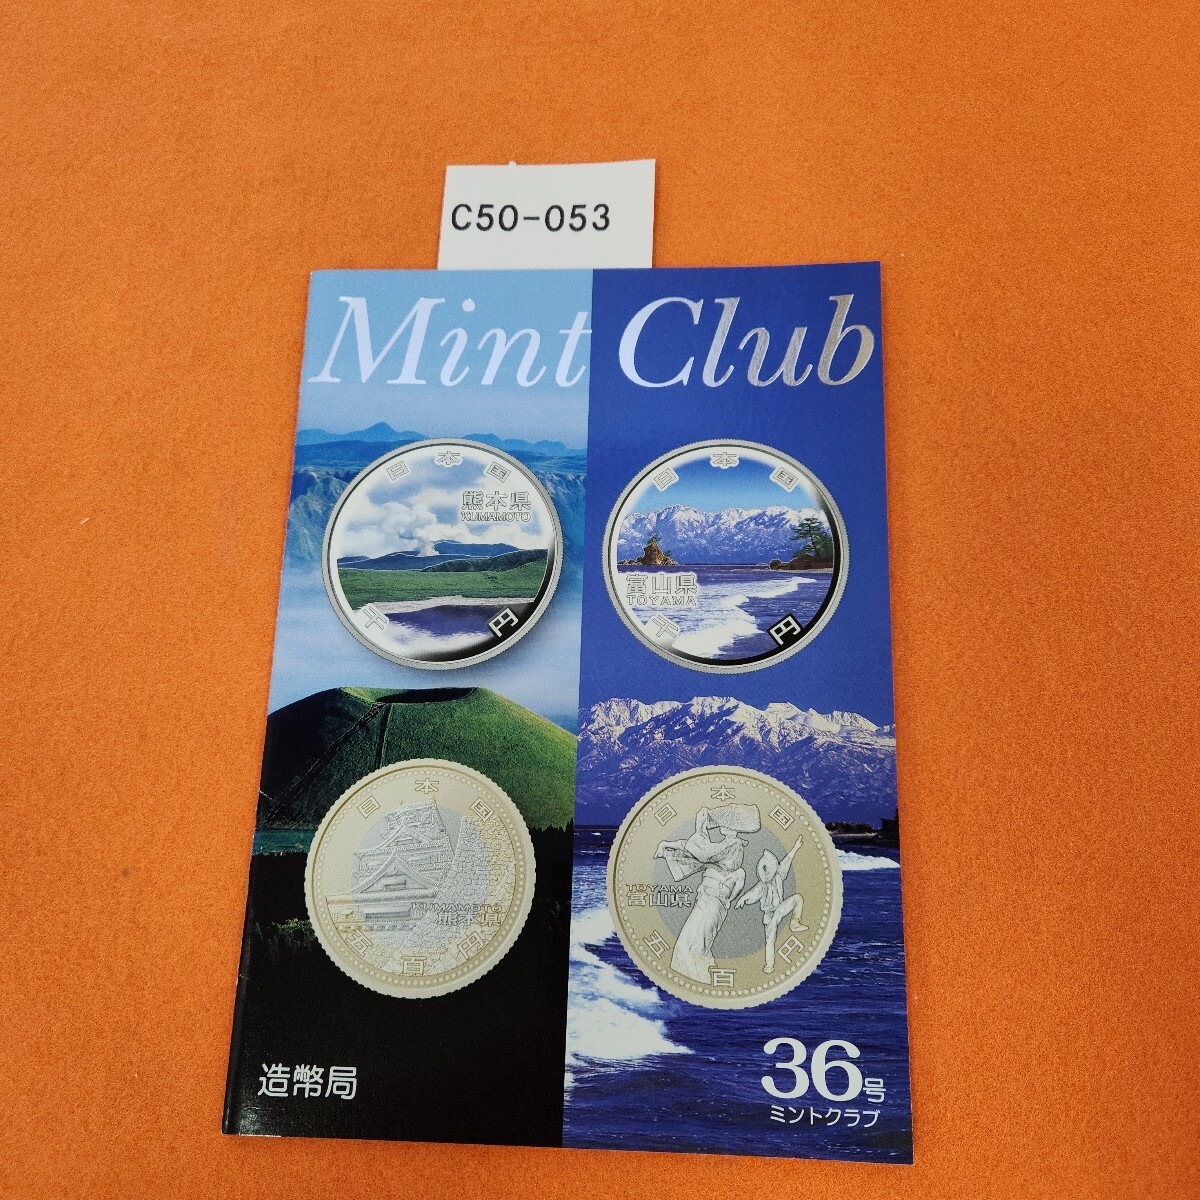 C50-053
Mint Club
日本国
熊本県
KUMAMOTO
千円
日本国
富山県
TOYAMA
千円
日本国
KUMAMOTO
熊本県
五百円
日本国
TOYAMA
富山県
五百円
造幣局
36号
ミントクラブ